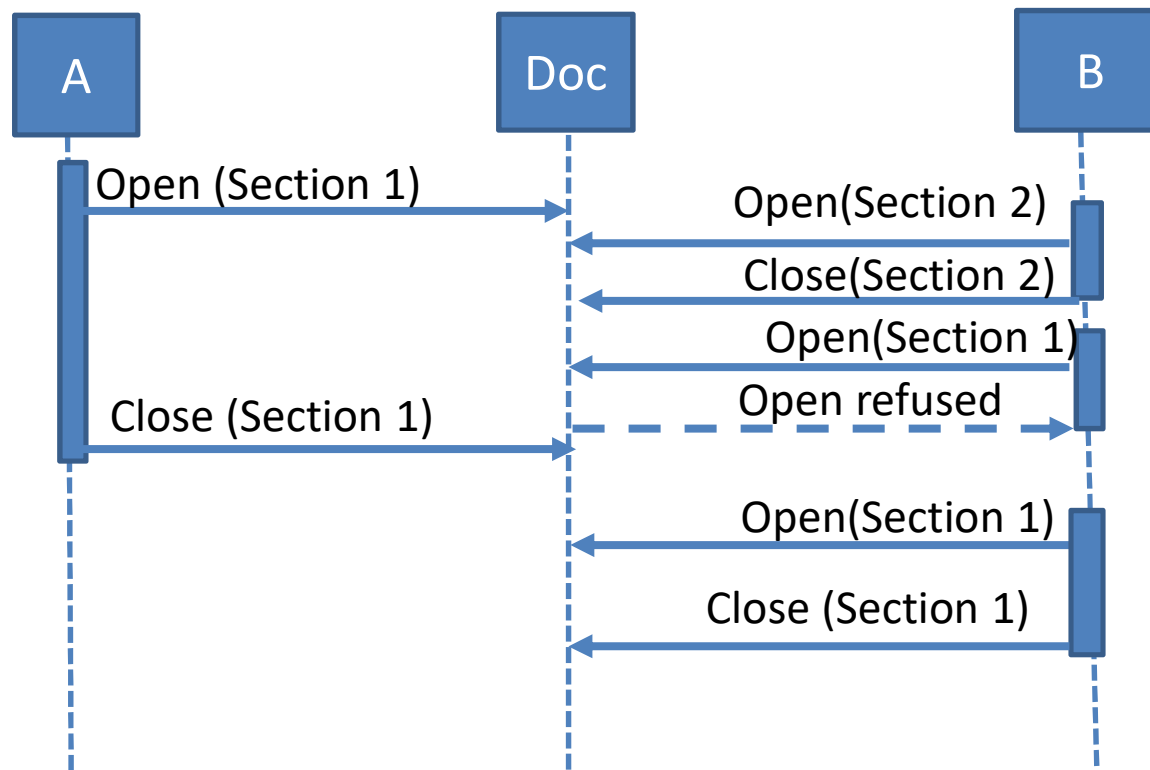 A
Doc
B
Open (Section 1)
Open(Section 2)
Close(Section 2)
Open(Section 1)
Open refused
Close (Section 1)
Open(Section 1)
Close (Section 1)